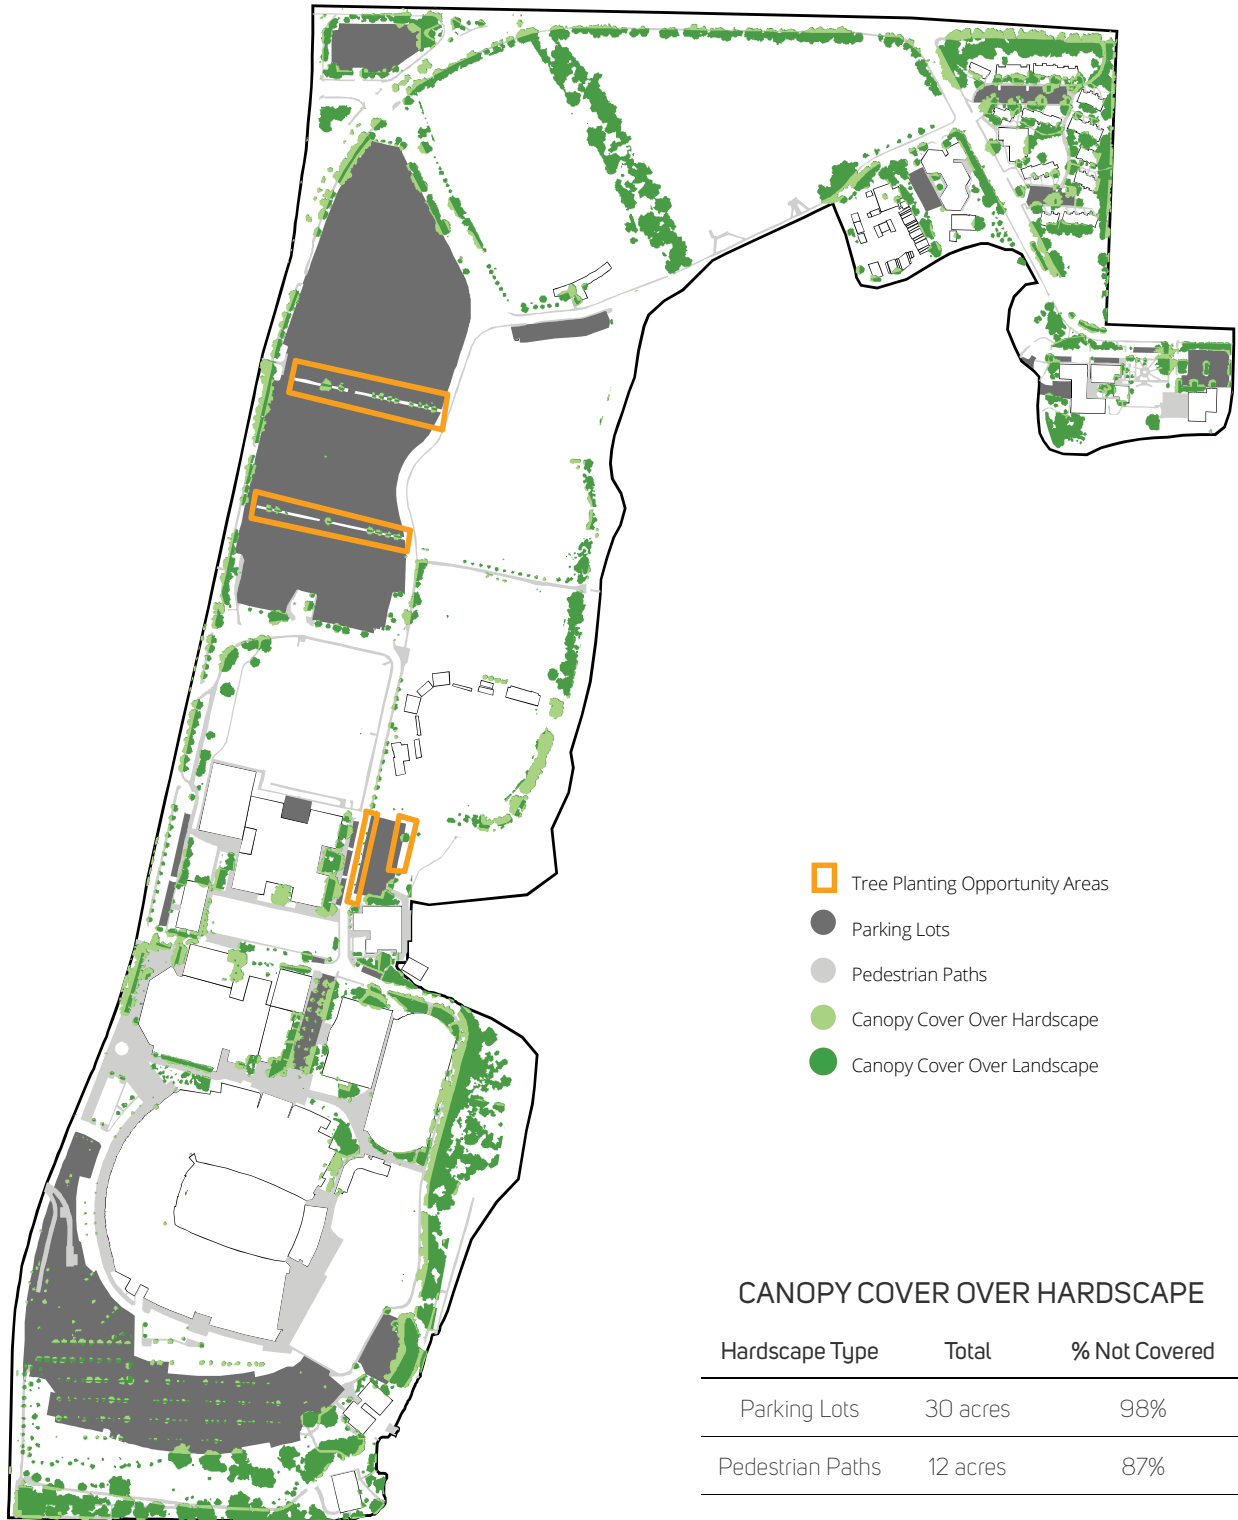 Tree Planting Opportunity Areas
Parking Lots
Pedestrian Paths
Canopy Cover Over Hardscape
Canopy Cover Over Landscape
CANOPY COVER OVER HARDSCAPE
Hardscape Type Total % Not Covered
Parking Lots 30 acres 98%
Pedestrian Paths 12 acres 87%